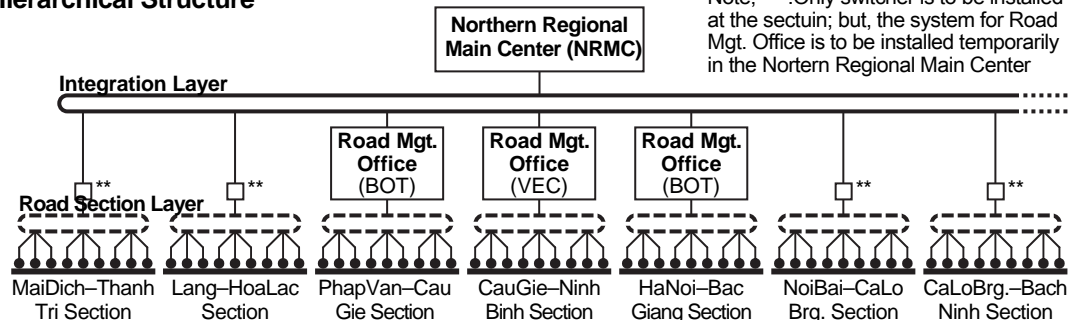 Hierarchical Structure
Northern Regional
Main Center (NRMC)
Note, **:Only switcher is to be installed
at the sectuin; but, the system for Road
Mgt. Office is to be installed temporarily
in the Nortern Regional Main Center
Integration Layer
Road Mgt.
Office
(BOT)
Road Mgt.
Office
(VEC)
Road Mgt.
Office
(BOT)
**
**
**
**
Road Section Layer
MaiDich–Thanh
Tri Section
Lang–HoaLac
Section
PhapVan–Cau
Gie Section
CauGie–Ninh
Binh Section
HaNoi–Bac
Giang Section
NoiBai–CaLo
Brg. Section
CaLoBrg.–Bach
Ninh Section